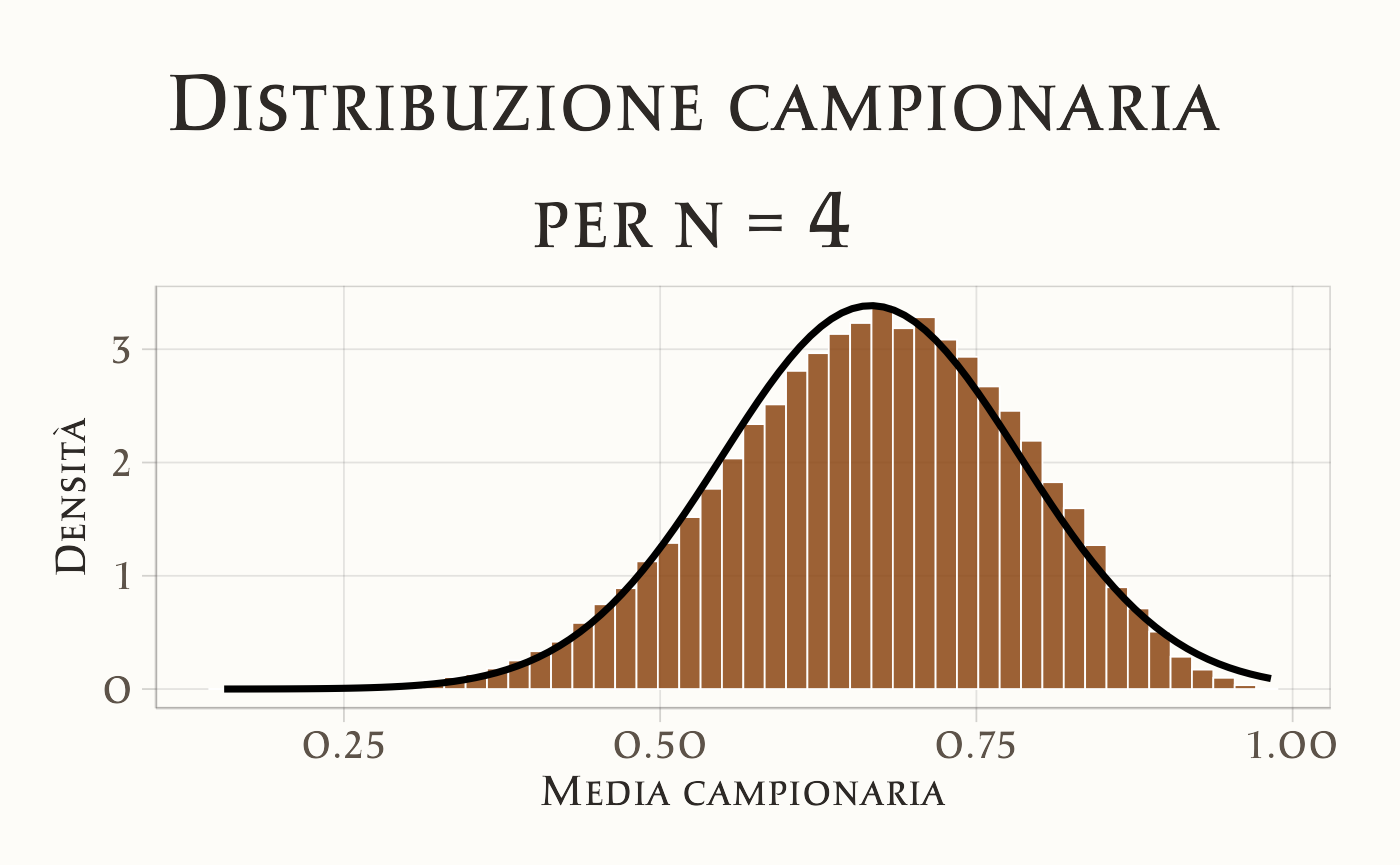 Distribuzione campionaria
per n = 4
3
2
1
0
Densità
0.25 0.50 0.75 1.00
Media campionaria